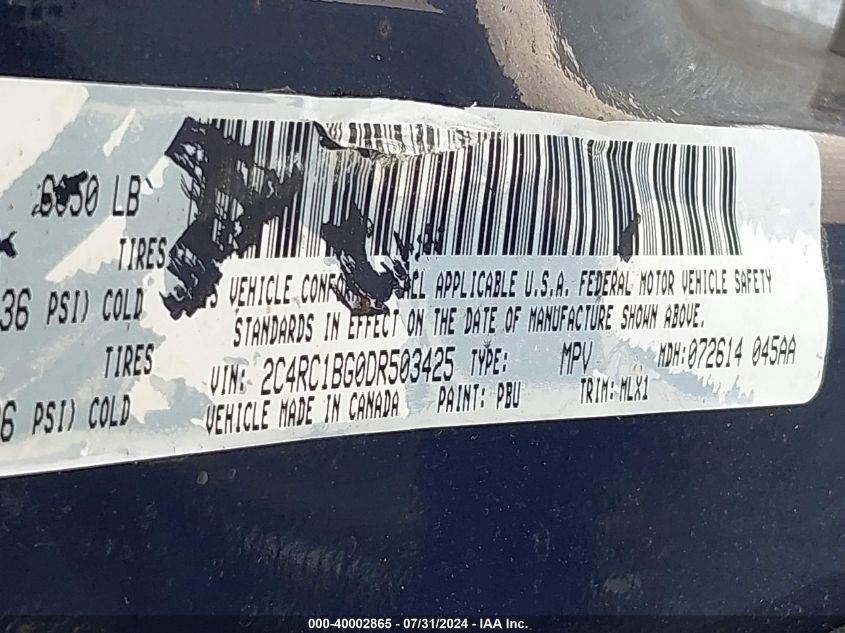 LB
TIRES
36 PSI) COLD
VEHICLE ALL APPLICABLE U.S.A. FEDERAL MOTOR VEHICLE SAFETY
STANDARDS IN EFFECT ON THE DATE OF MANUFACTURE SHOWN ABOVE.
TIRES
VIN: 2C4RC1BG0DR503425 TYPE: MPV MDH:072614 045AA
6 PSI) COLD
VEHICLE MADE IN CANADA PAINT: PBU TRIM: MLX1
000-40002865 / 07/31/2024 - IAA Inc.